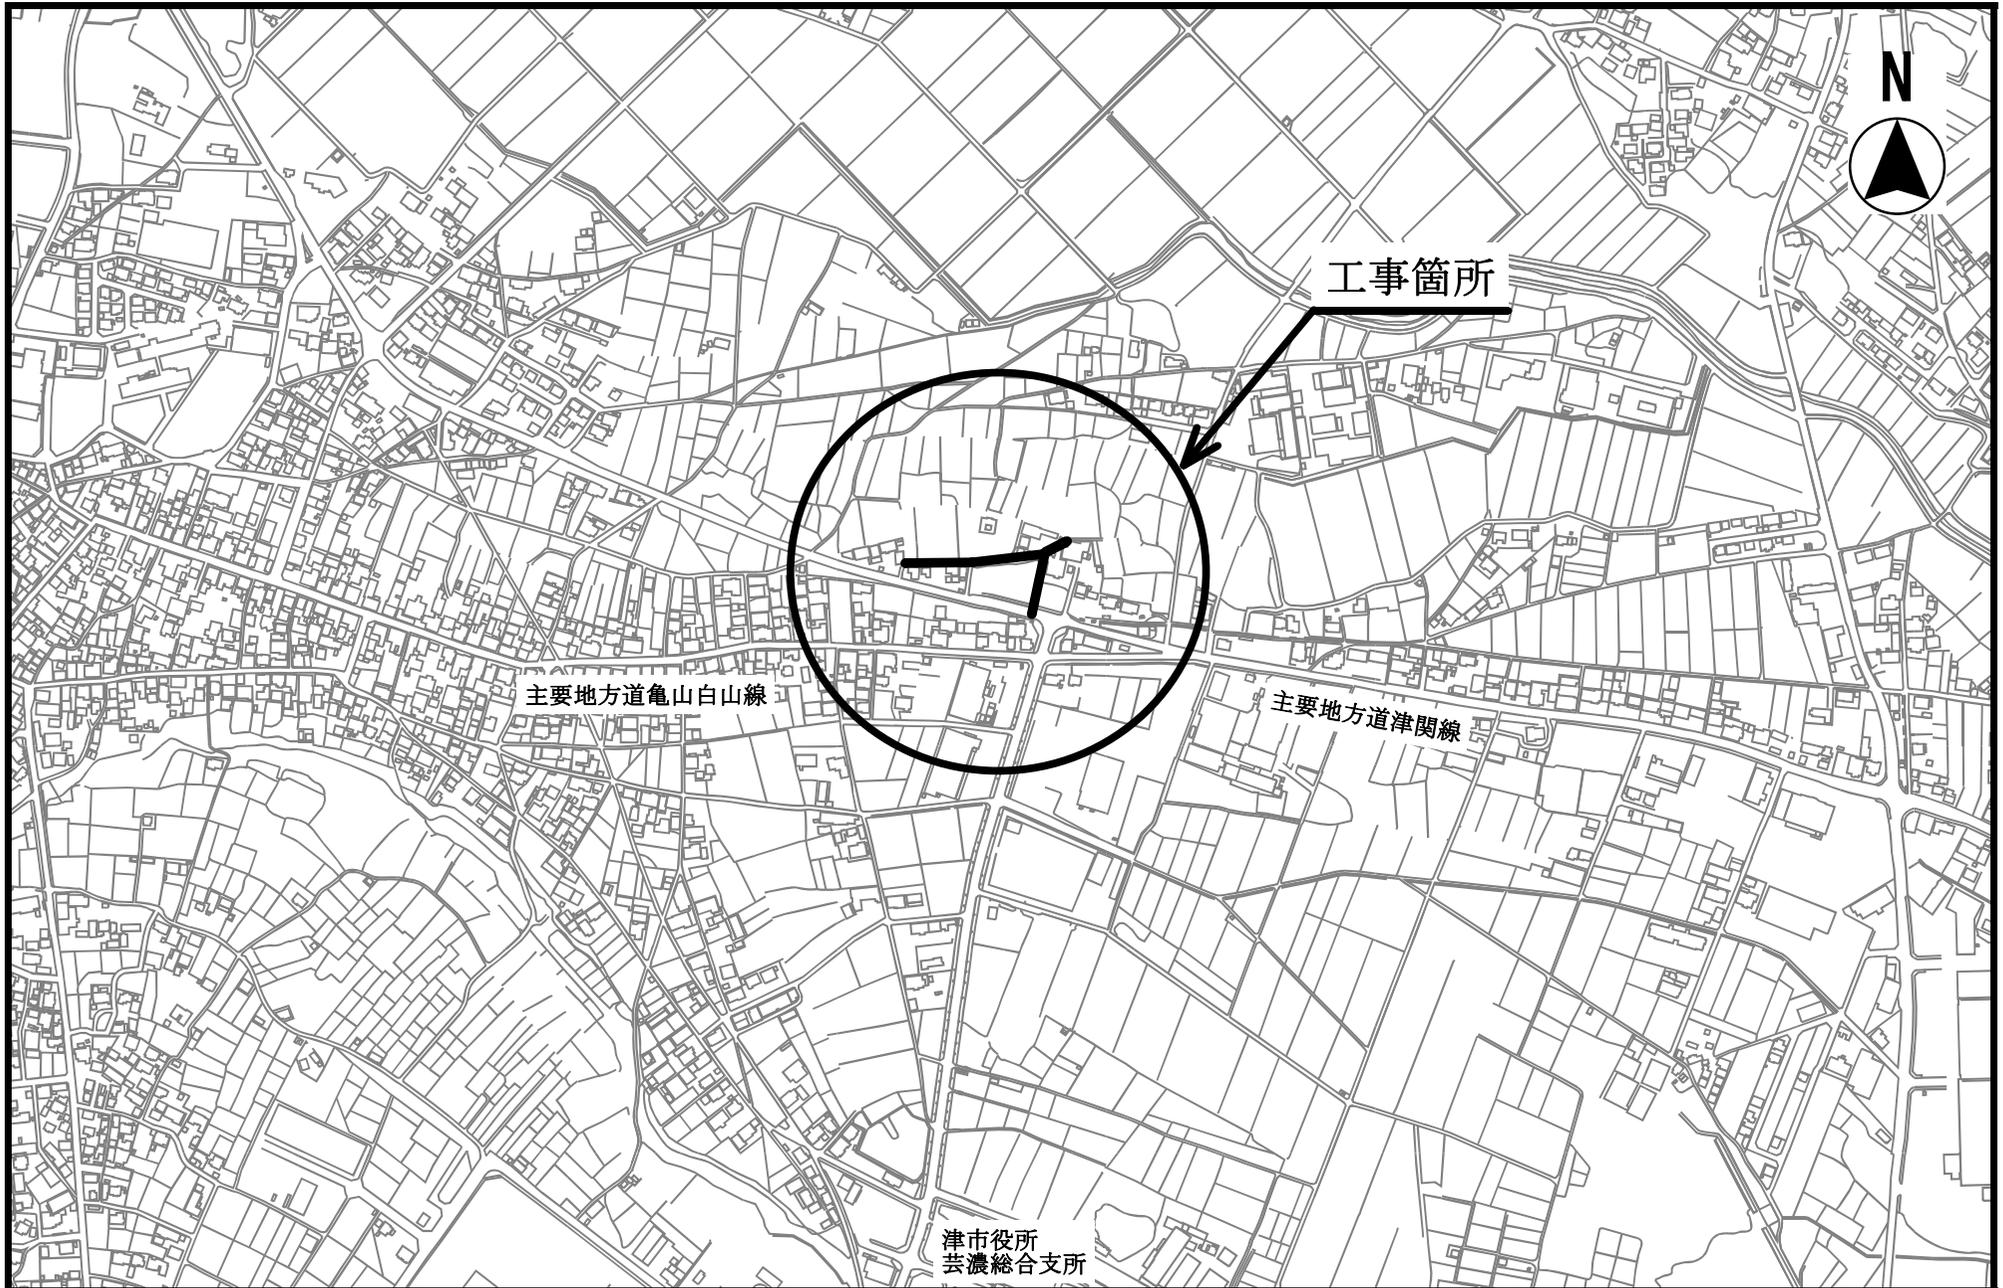 N
工事箇所
主要地方道亀山白山線
主要地方道津関線
津市役所
芸濃総合支所